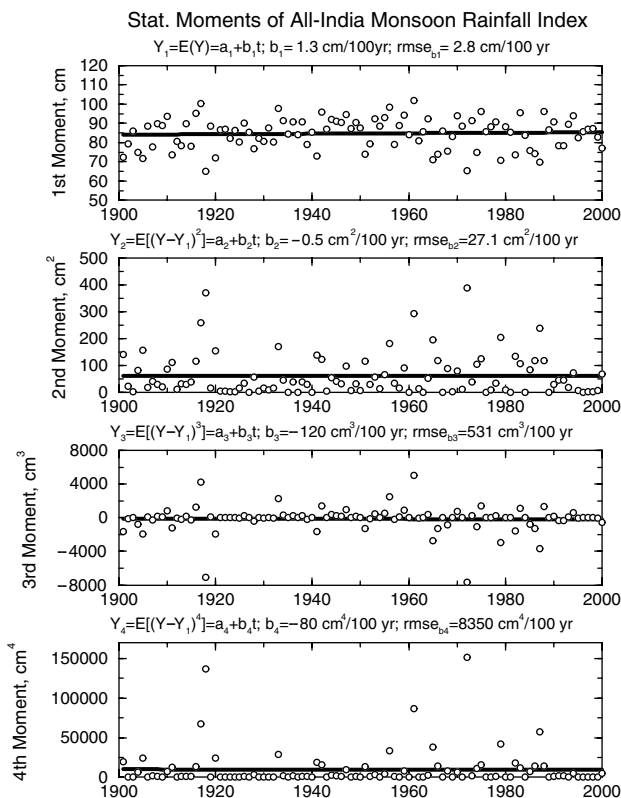 Stat. Moments of All-India Monsoon Rainfall Index
Y₁=E(Y)=a₁+b₁t; b₁= 1.3 cm/100yr; rmse_b1= 2.8 cm/100 yr
1st Moment, cm
120
110
100
90
80
70
60
50
1900 1920 1940 1960 1980 2000
Y₂=E[(Y−Y₁)²]=a₂+b₂t; b₂= −0.5 cm²/100 yr; rmse_b2=27.1 cm²/100 yr
2nd Moment, cm²
500
400
300
200
100
0
1900 1920 1940 1960 1980 2000
Y₃=E[(Y−Y₁)³]=a₃+b₃t; b₃=−120 cm³/100 yr; rmse_b3=531 cm³/100 yr
3rd Moment, cm³
8000
4000
0
−4000
−8000
1900 1920 1940 1960 1980 2000
Y₄=E[(Y−Y₁)⁴]=a₄+b₄t; b₄=−80 cm⁴/100 yr; rmse_b4=8350 cm⁴/100 yr
4th Moment, cm⁴
150000
100000
50000
0
1900 1920 1940 1960 1980 2000